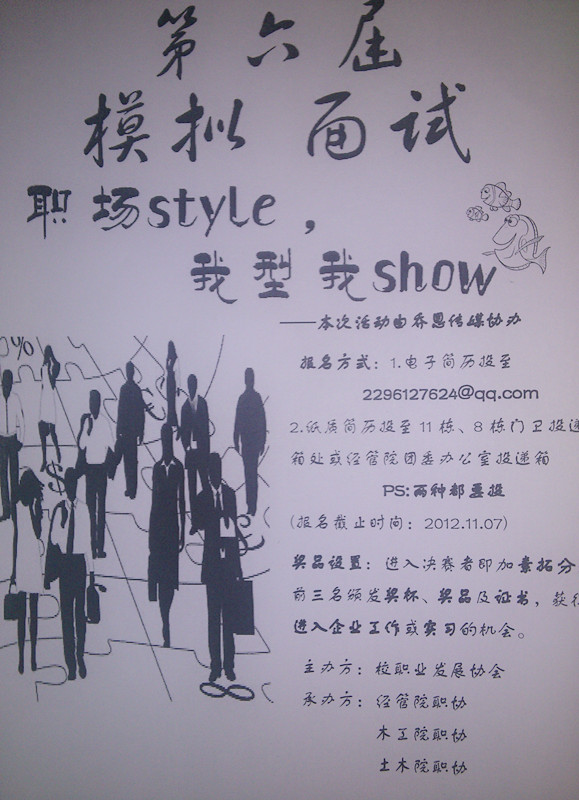 第六届
模拟 面试
职场style，
我型我show
——本次活动由乔恩传媒协办
报名方式：1.电子简历投至
2296127624@qq.com
2.纸质简历投至 11 栋、8 栋门卫投递
箱处或经管院团委办公室投递箱
PS:两种都要投
(报名截止时间：2012.11.07)
奖品设置：进入决赛者即加素拓分
前三名颁发奖杯、奖品及证书，获得
进入企业工作或实习的机会。
主办方：校职业发展协会
承办方：经管院职协
木工院职协
土木院职协
%
€
$
£